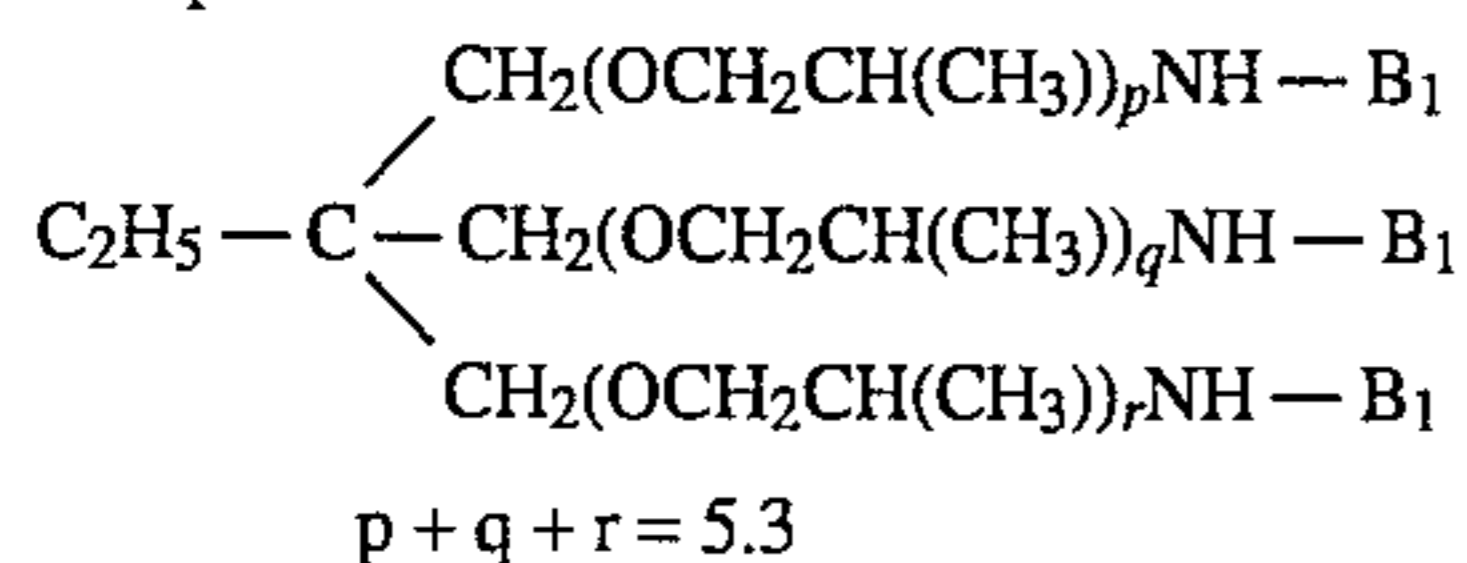 CH₂(OCH₂CH(CH₃))ₚNH — B₁
C₂H₅ — C — CH₂(OCH₂CH(CH₃))qNH — B₁
CH₂(OCH₂CH(CH₃))ᵣNH — B₁
p + q + r = 5.3